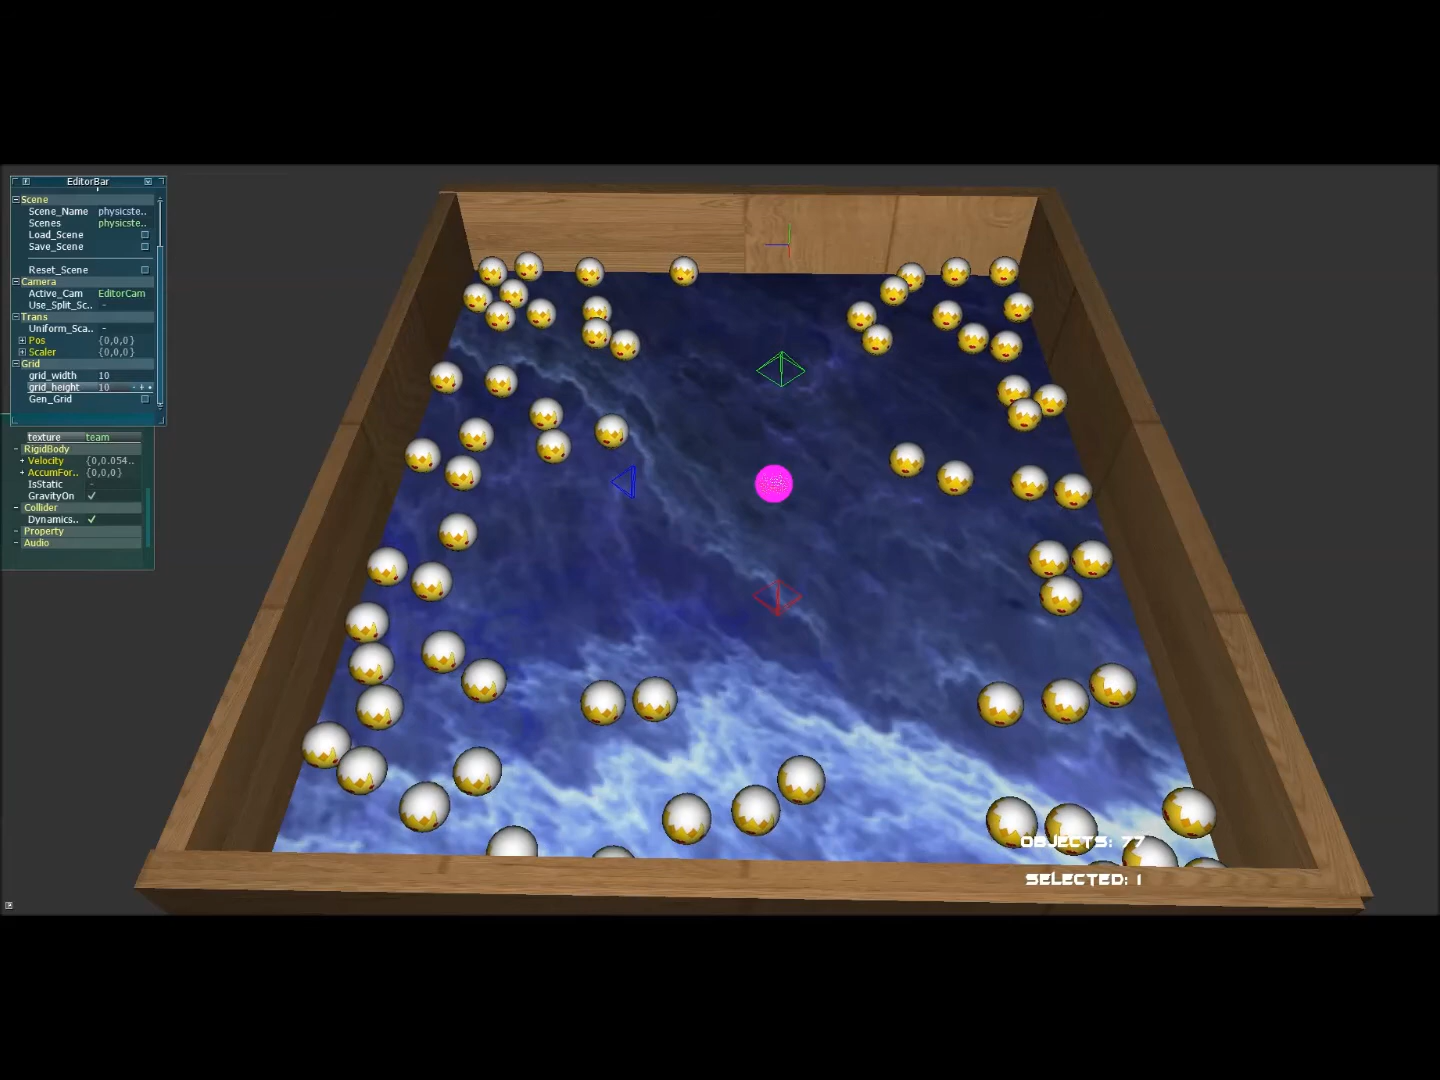 EditorBar
Scene
Scene_Name physicste..
Scenes physicste..
Load_Scene
Save_Scene
Reset_Scene
Camera
Active_Cam EditorCam
Use_Split_Sc.. -
Trans
Uniform_Sca.. -
Pos {0,0,0}
Scaler {0,0,0}
Grid
grid_width 10
grid_height 10
Gen_Grid
texture team
RigidBody
Velocity {0,0.054..
AccumFor.. {0,0,0}
IsStatic -
GravityOn ✓
Collider
Dynamics.. ✓
Property
Audio
OBJECTS: 77
SELECTED: 1